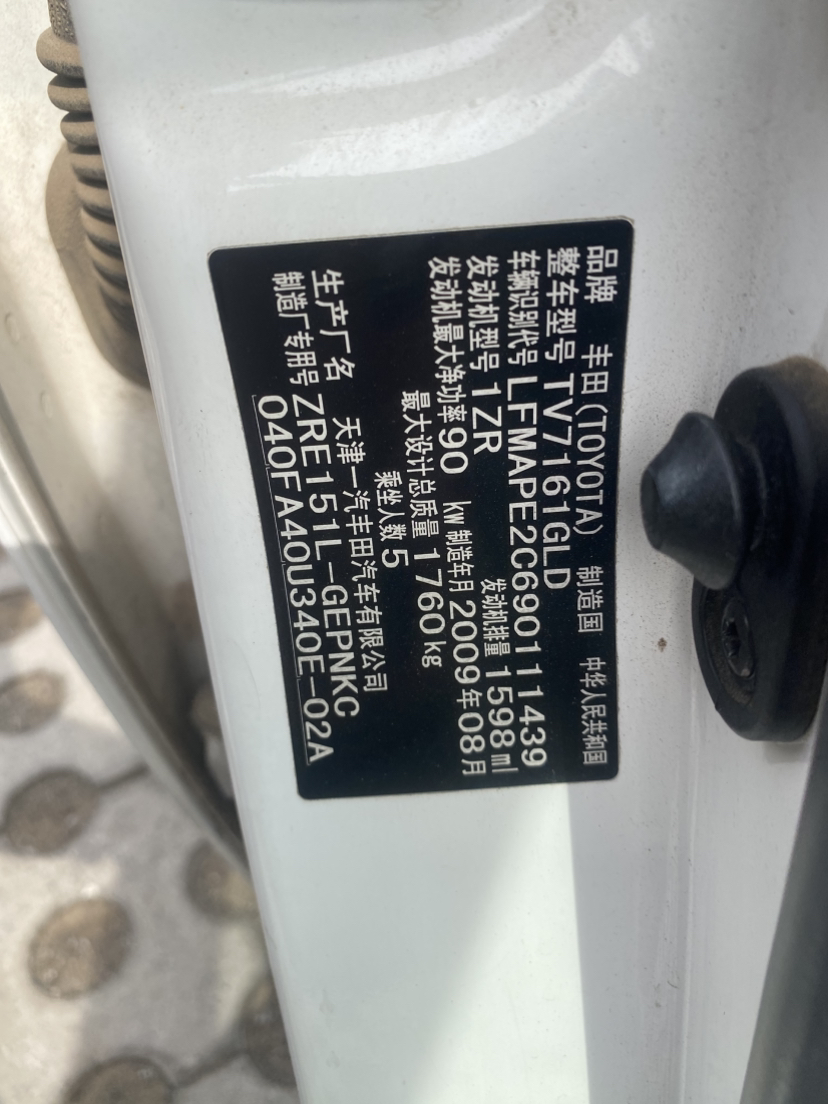 品牌 丰田(TOYOTA) 制造国 中华人民共和国
整车型号 TV7161GLD
车辆识别代号 LFMAPE2C690111439
发动机型号 1ZR 发动机排量 1598ml
发动机最大净功率 90 kW 制造年月 2009年08月
最大设计总质量 1760kg
乘坐人数 5
生产厂名 天津一汽丰田汽车有限公司
制造厂专用号 ZRE151L-GEPNKC
040FA40U340E-02A